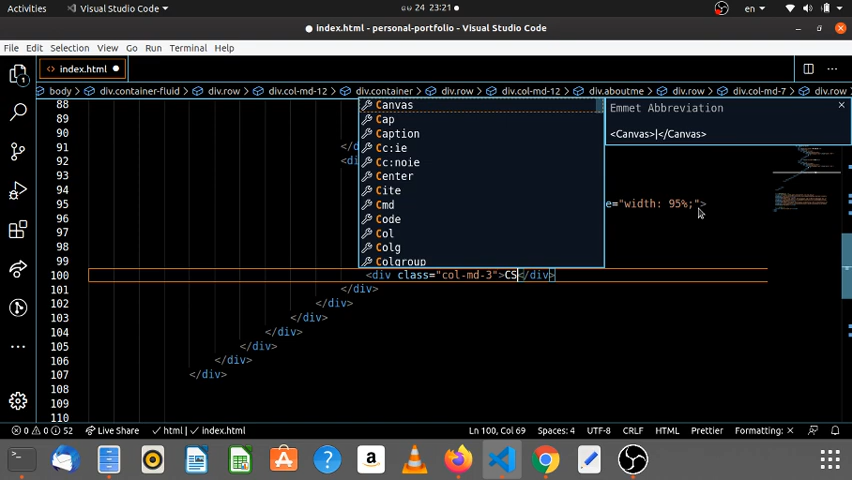 Activities Visual Studio Code 24 23:21 en
index.html - personal-portfolio - Visual Studio Code
File Edit Selection View Go Run Terminal Help
index.html
body div.container-fluid div.row div.col-md-12 div.container div.row div.col-md-12 div.aboutme div.row div.col-md-7 div.row
88
89
90
91 </d
92 <di
93
94
95 e="width: 95%;">
96
97
98
99
100 <div class="col-md-3">CS</div>
101 </div>
102 </div>
103 </div>
104 </div>
105 </div>
106 </div>
107 </div>
108
109
110
Canvas
Cap
Caption
Cc:ie
Cc:noie
Center
Cite
Cmd
Code
Col
Colg
Colgroup
Emmet Abbreviation
<Canvas>|</Canvas>
0 0 52 Live Share html index.html Ln 100, Col 69 Spaces: 4 UTF-8 CRLF HTML Prettier Formatting: